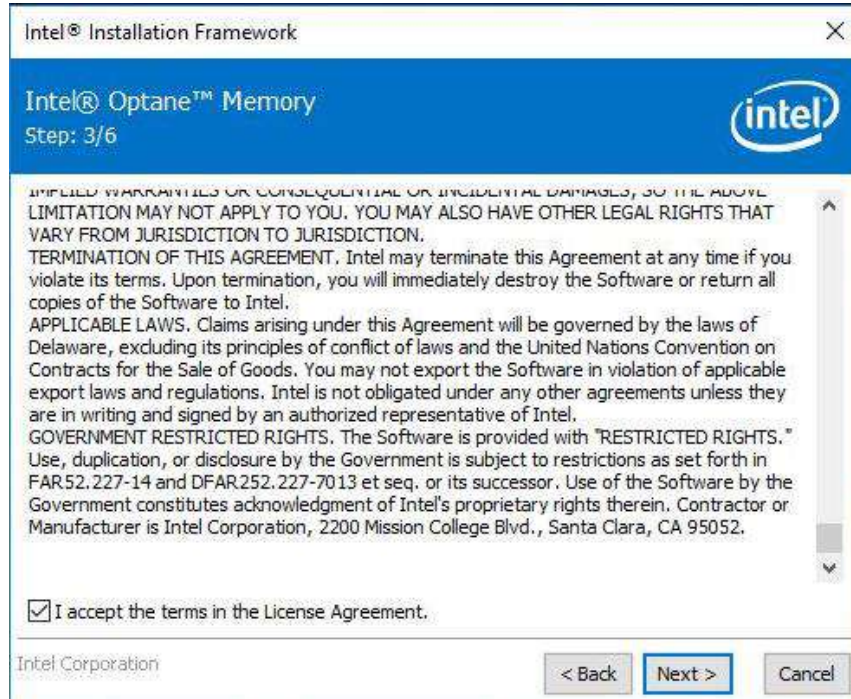 Intel® Installation Framework
Intel® Optane™ Memory
Step: 3/6
intel
IMPLIED WARRANTIES OR CONSEQUENTIAL OR INCIDENTAL DAMAGES, SO THE ABOVE
LIMITATION MAY NOT APPLY TO YOU. YOU MAY ALSO HAVE OTHER LEGAL RIGHTS THAT
VARY FROM JURISDICTION TO JURISDICTION.
TERMINATION OF THIS AGREEMENT. Intel may terminate this Agreement at any time if you
violate its terms. Upon termination, you will immediately destroy the Software or return all
copies of the Software to Intel.
APPLICABLE LAWS. Claims arising under this Agreement will be governed by the laws of
Delaware, excluding its principles of conflict of laws and the United Nations Convention on
Contracts for the Sale of Goods. You may not export the Software in violation of applicable
export laws and regulations. Intel is not obligated under any other agreements unless they
are in writing and signed by an authorized representative of Intel.
GOVERNMENT RESTRICTED RIGHTS. The Software is provided with "RESTRICTED RIGHTS."
Use, duplication, or disclosure by the Government is subject to restrictions as set forth in
FAR52.227-14 and DFAR252.227-7013 et seq. or its successor. Use of the Software by the
Government constitutes acknowledgment of Intel's proprietary rights therein. Contractor or
Manufacturer is Intel Corporation, 2200 Mission College Blvd., Santa Clara, CA 95052.
I accept the terms in the License Agreement.
Intel Corporation
< Back
Next >
Cancel